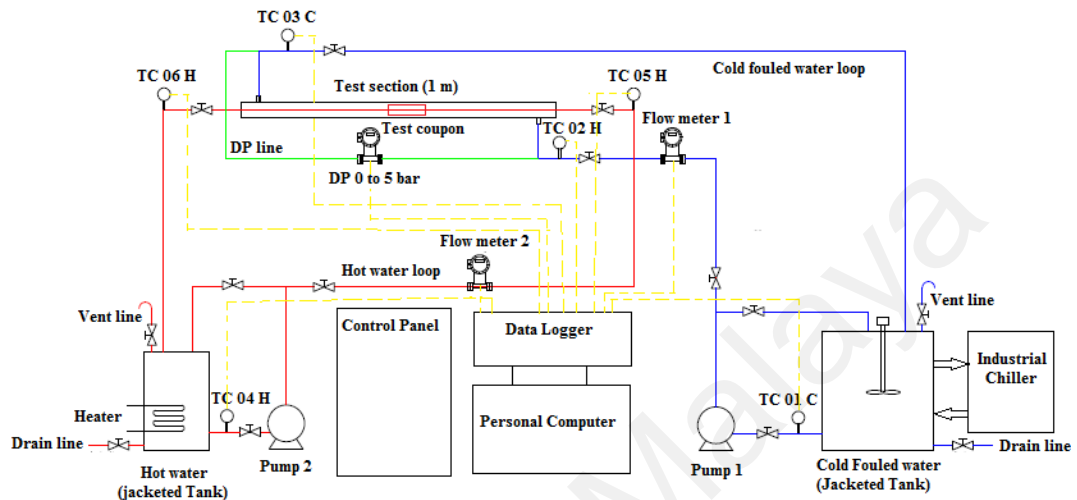 TC 03 C
TC 06 H
TC 05 H
Cold fouled water loop
Test section (1 m)
Test coupon
TC 02 H
Flow meter 1
DP line
DP 0 to 5 bar
Flow meter 2
Hot water loop
Vent line
Vent line
Control Panel
Data Logger
Industrial
Chiller
Heater
TC 04 H
Personal Computer
TC 01 C
Drain line
Pump 2
Pump 1
Drain line
Hot water
(jacketed Tank)
Cold Fouled water
(Jacketed Tank)
Malaya